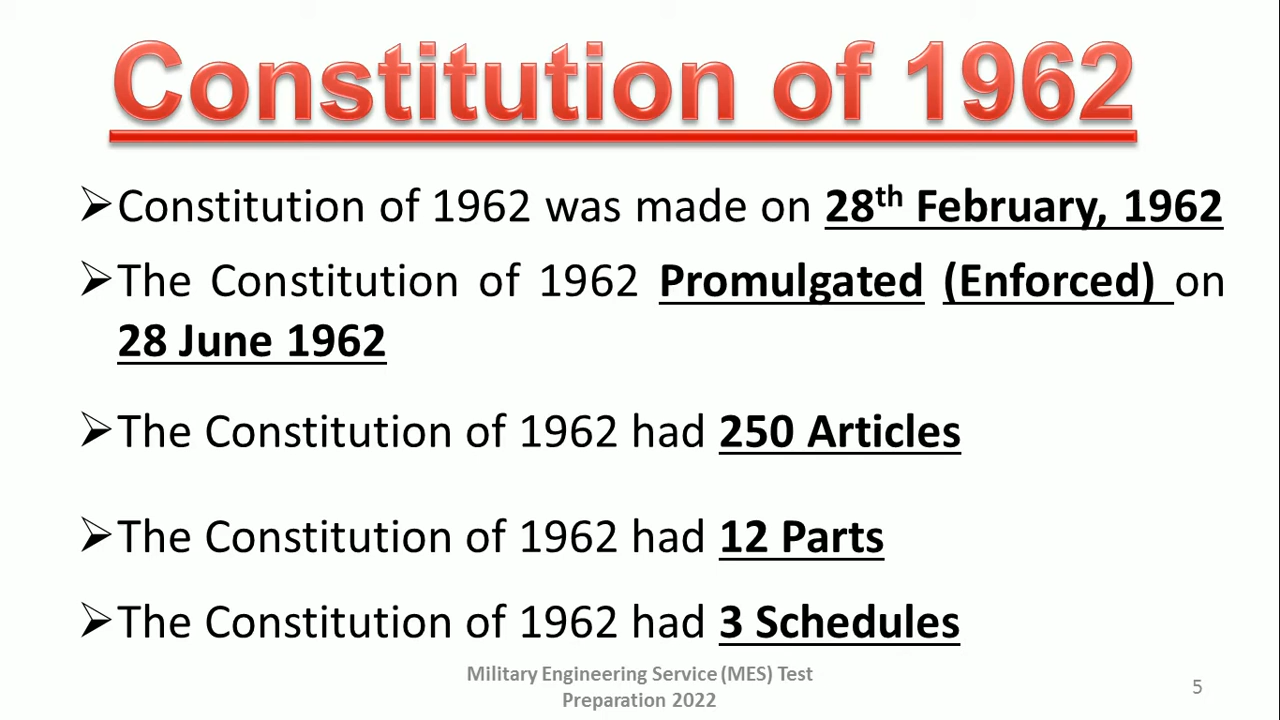 Constitution of 1962
➢Constitution of 1962 was made on 28th February, 1962
➢The Constitution of 1962 Promulgated (Enforced) on
28 June 1962
➢The Constitution of 1962 had 250 Articles
➢The Constitution of 1962 had 12 Parts
➢The Constitution of 1962 had 3 Schedules
Military Engineering Service (MES) Test
Preparation 2022
5